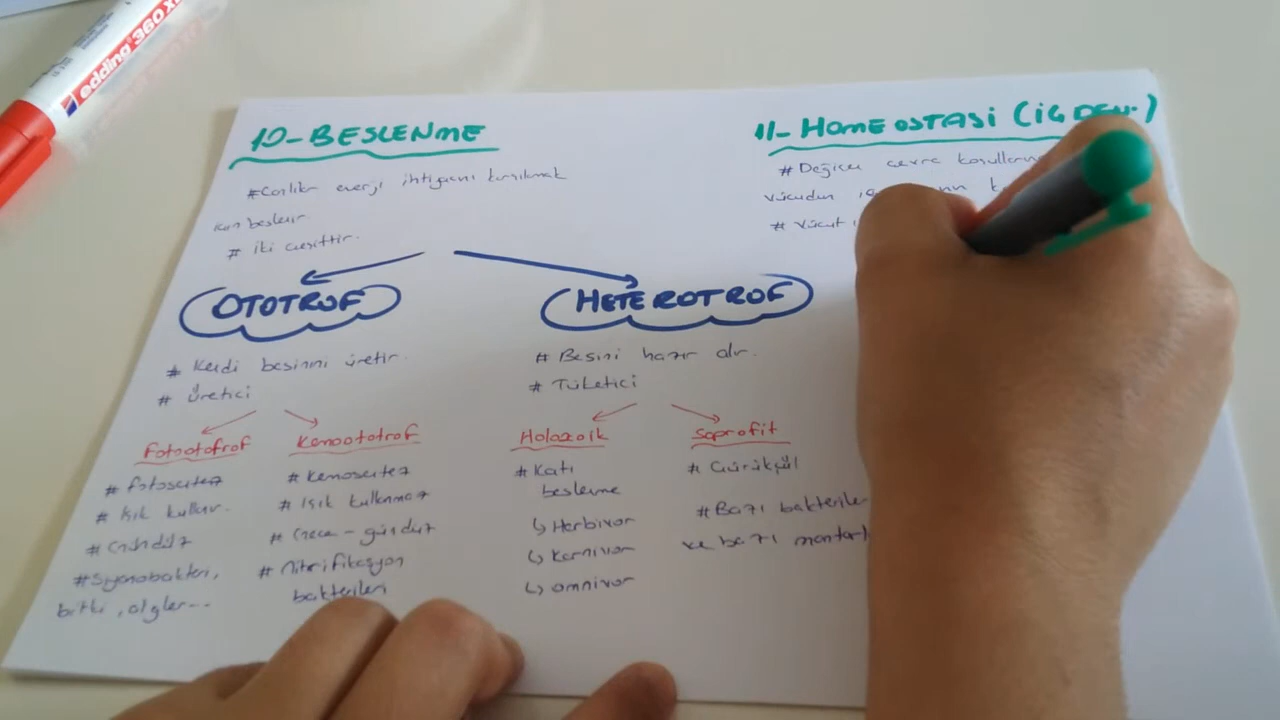 edding 360 x
10-BESLENME
#Canlılar enerji ihtiyacını karşılamak
için beslenir.
# İki çeşittir.
OTOTROF
# Kendi besinini üretir.
# Üretici
Fotoototrof
# Fotosentez
# Işık kullanır.
# Gündüz
#Siyanobakteri,
bitki, algler...
Kemoototrof
# Kemosentez
# Işık kullanmaz
# Gece-gündüz
# Nitrifikasyon
bakterileri
HETEROTROF
# Besini hazır alır.
# Tüketici
Holozoik
# Katı
beslenme
↳ Herbivor
↳ Karnivor
↳ omnivor
Saprofit
# Çürükçül
#Bazı bakteriler
ve bazı mantarl
11-HOMEOSTASİ (İÇ DEN.)
# Değişen çevre koşullarına
vücudun
# Vücut